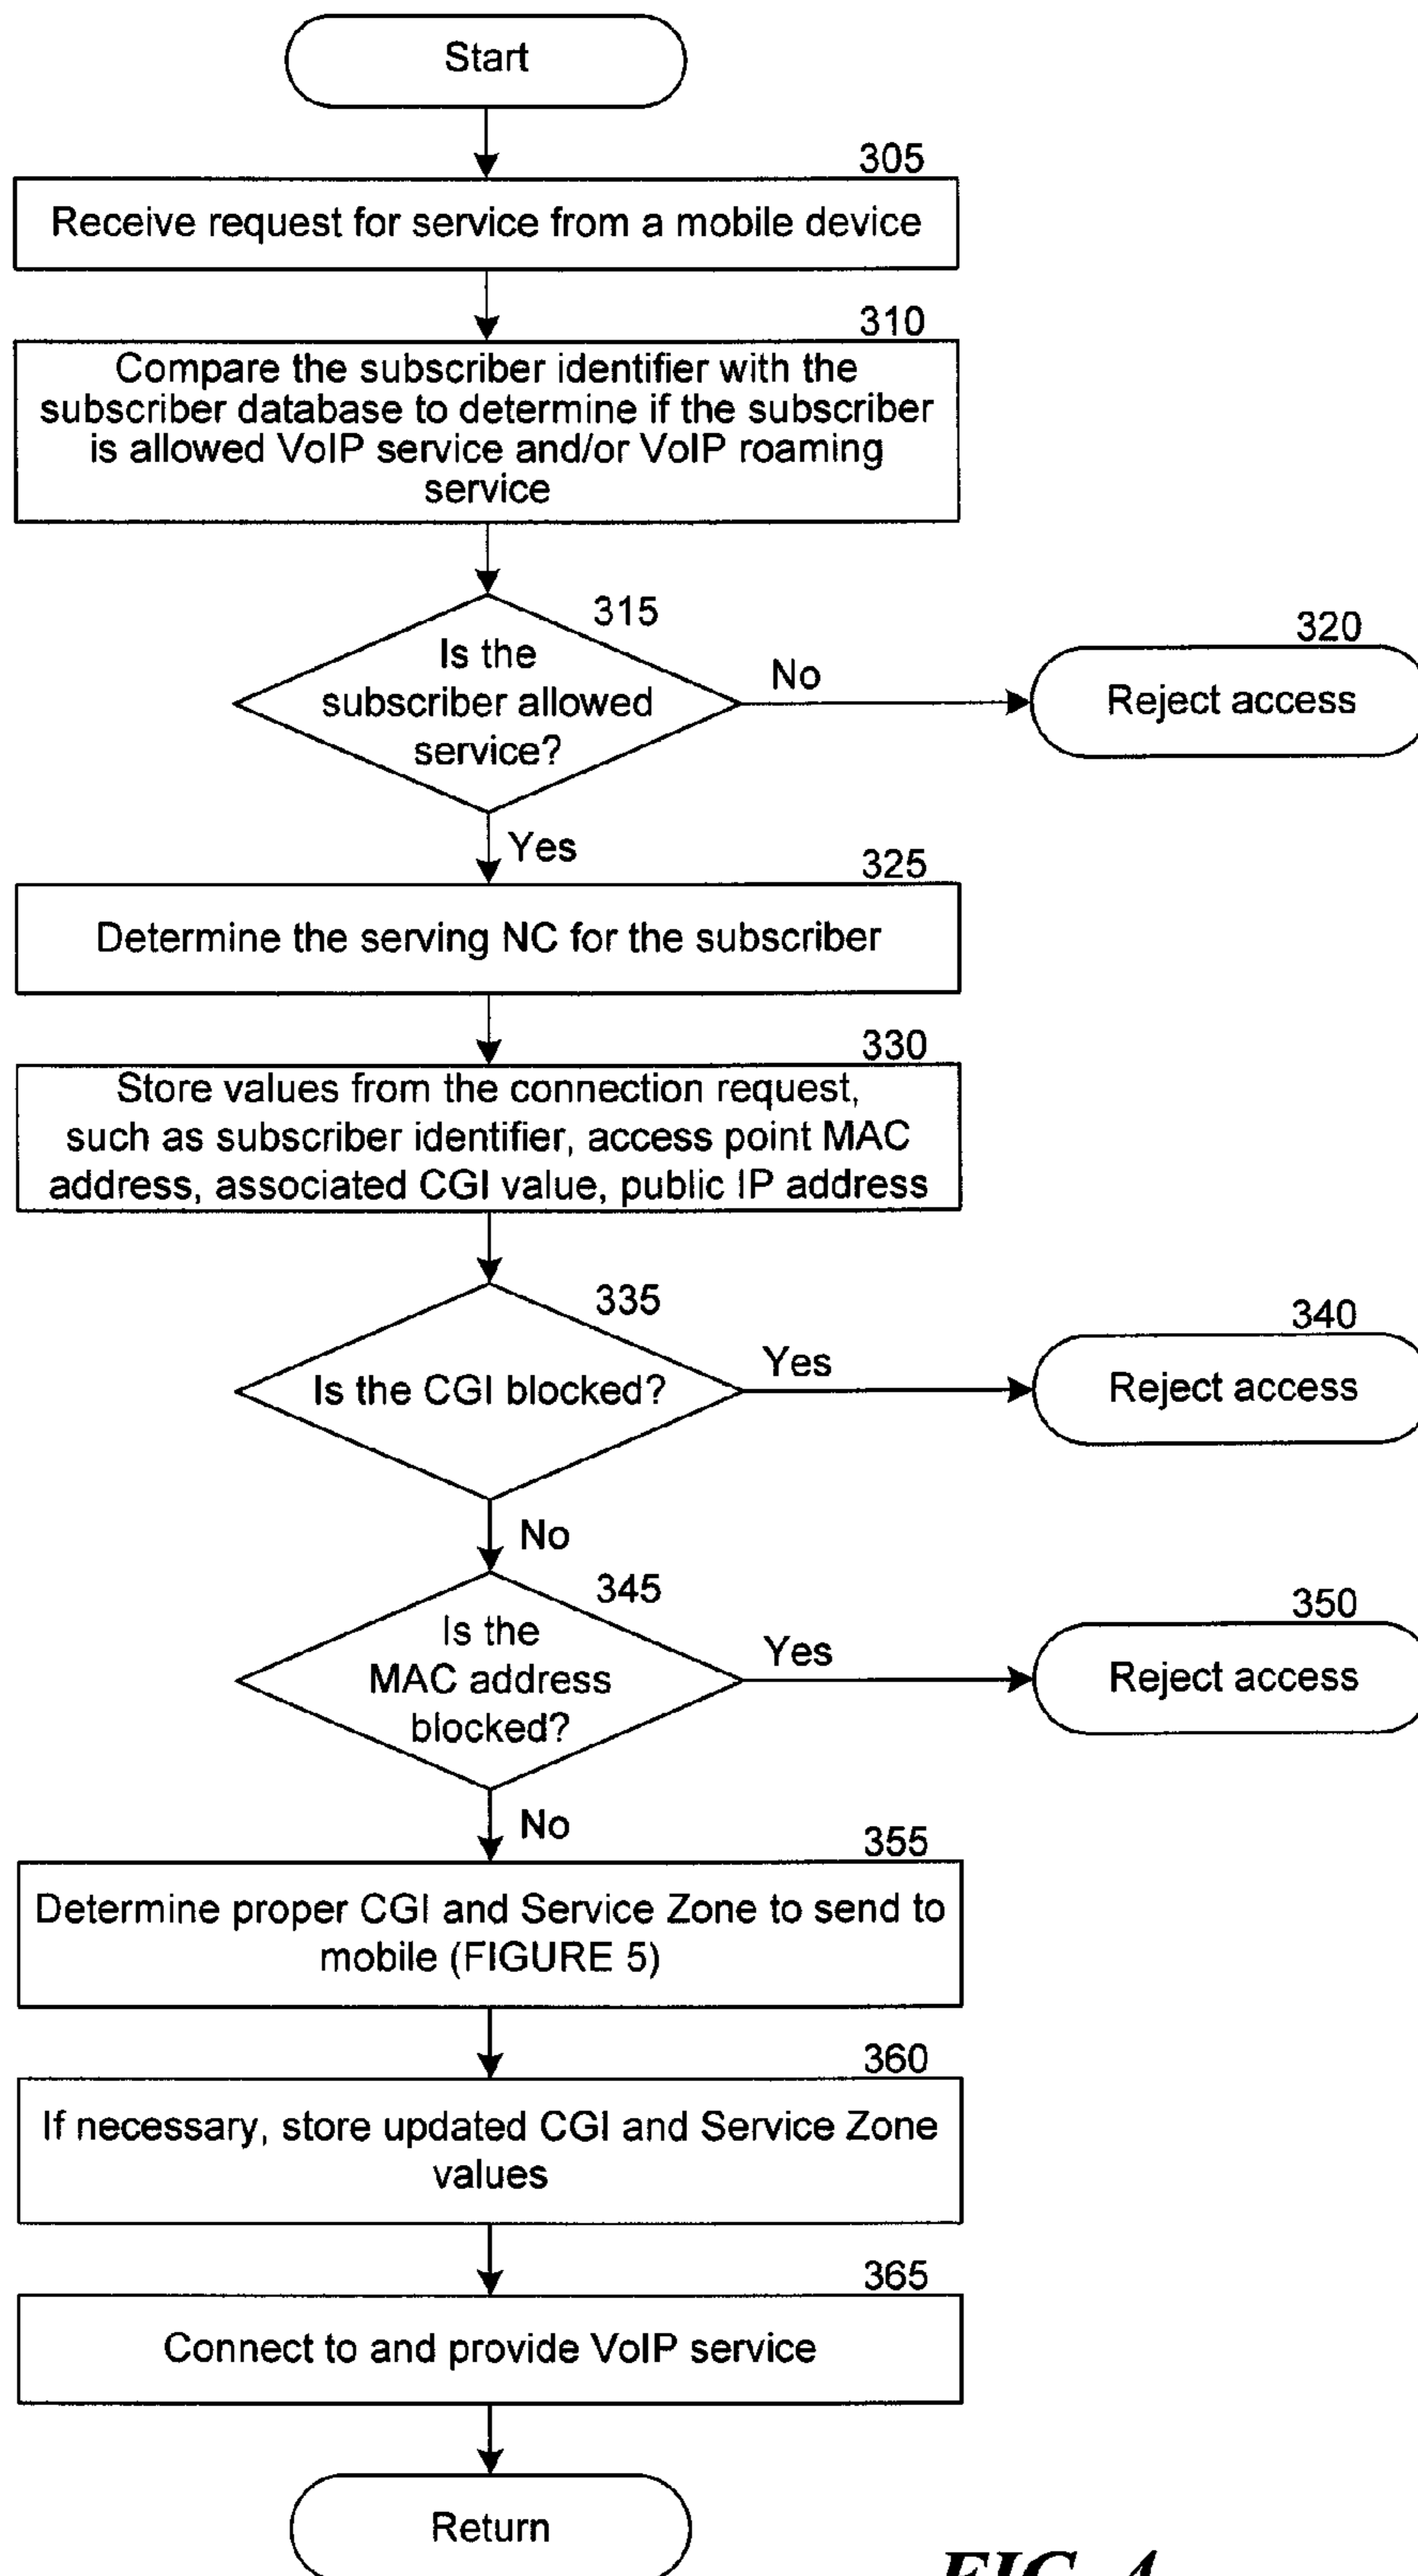 Start
305
Receive request for service from a mobile device
310
Compare the subscriber identifier with the
subscriber database to determine if the subscriber
is allowed VoIP service and/or VoIP roaming
service
315
Is the
subscriber allowed
service?
No
320
Reject access
Yes
325
Determine the serving NC for the subscriber
330
Store values from the connection request,
such as subscriber identifier, access point MAC
address, associated CGI value, public IP address
335
Is the CGI blocked?
Yes
340
Reject access
No
345
Is the
MAC address
blocked?
Yes
350
Reject access
No
355
Determine proper CGI and Service Zone to send to
mobile (FIGURE 5)
360
If necessary, store updated CGI and Service Zone
values
365
Connect to and provide VoIP service
Return
FIG. 4